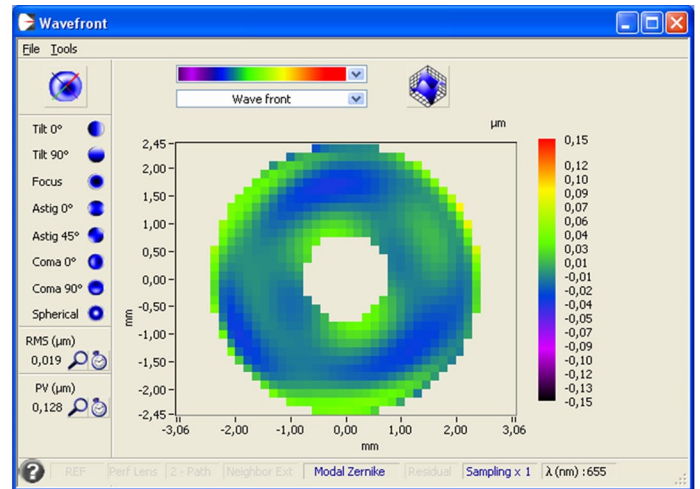 Wavefront
File Tools
Wave front
Tilt 0°
Tilt 90°
Focus
Astig 0°
Astig 45°
Coma 0°
Coma 90°
Spherical
RMS (µm)
0,019
PV (µm)
0,128
µm
2,45
2,00
1,50
1,00
0,50
0,00
-0,50
-1,00
-1,50
-2,00
-2,45
mm
-3,06 -2,00 -1,00 0,00 1,00 2,00 3,06
mm
0,15
0,12
0,10
0,09
0,07
0,06
0,04
0,03
0,01
-0,01
-0,02
-0,04
-0,05
-0,07
-0,09
-0,10
-0,12
-0,13
-0,15
? REF Perf Lens 2 - Path Neighbor Ext Modal Zernike Residual Sampling x 1 λ (nm) :655